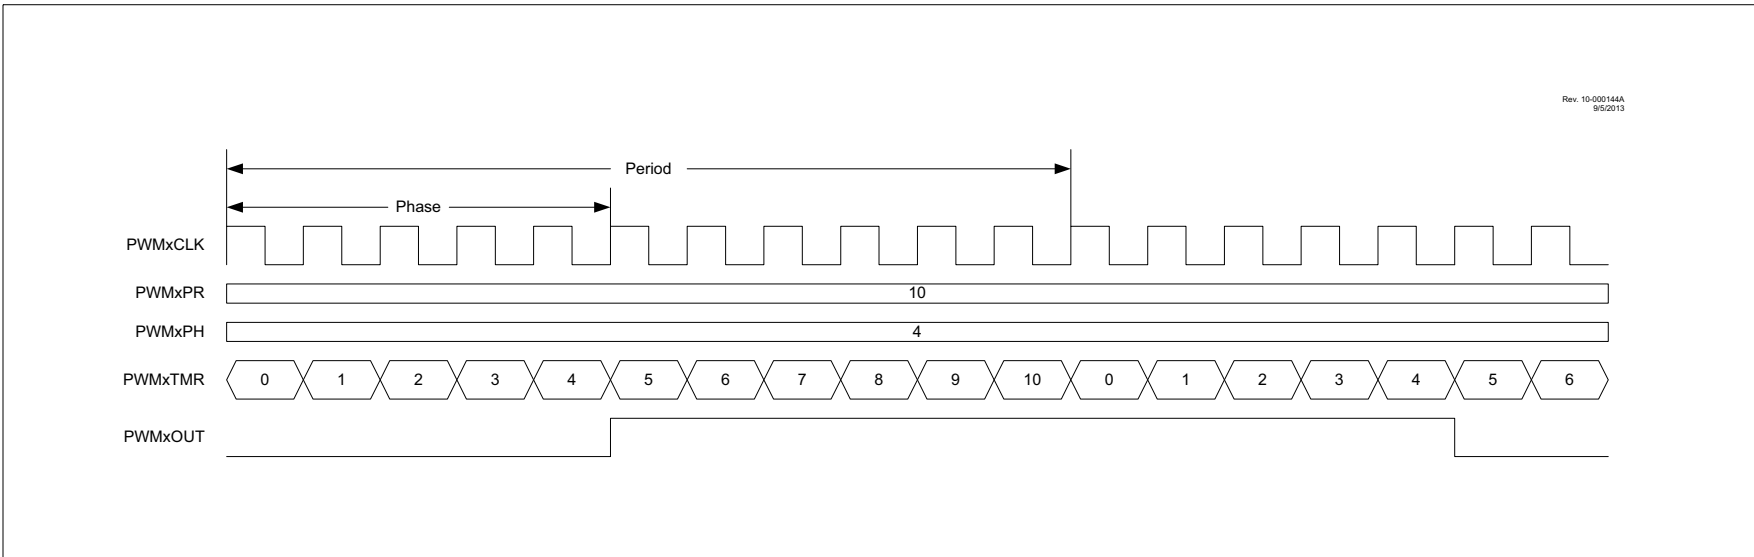 Rev. 10-000144A
9/5/2013
Period
Phase
PWMxCLK
PWMxPR 10
PWMxPH 4
PWMxTMR 0 1 2 3 4 5 6 7 8 9 10 0 1 2 3 4 5 6
PWMxOUT